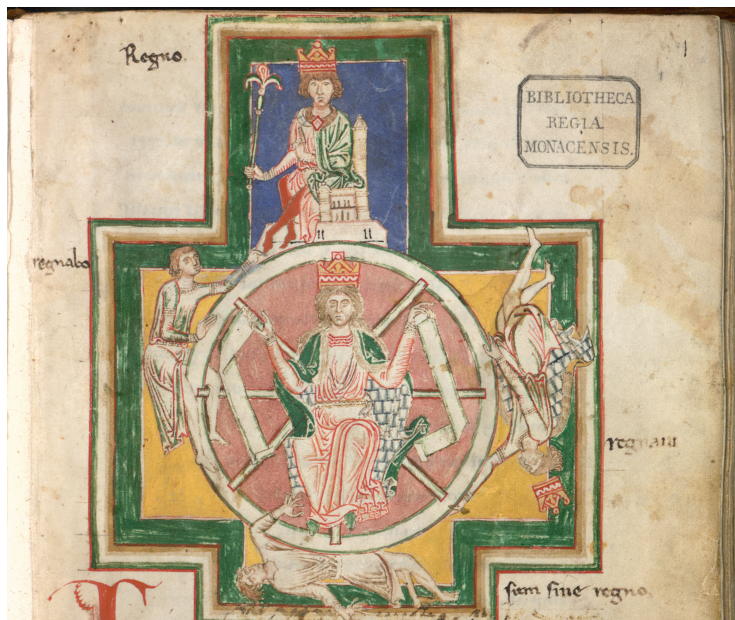 Regno.
BIBLIOTHECA
REGIA
MONACENSIS.
regnabo
regnaui
sum sine regno.